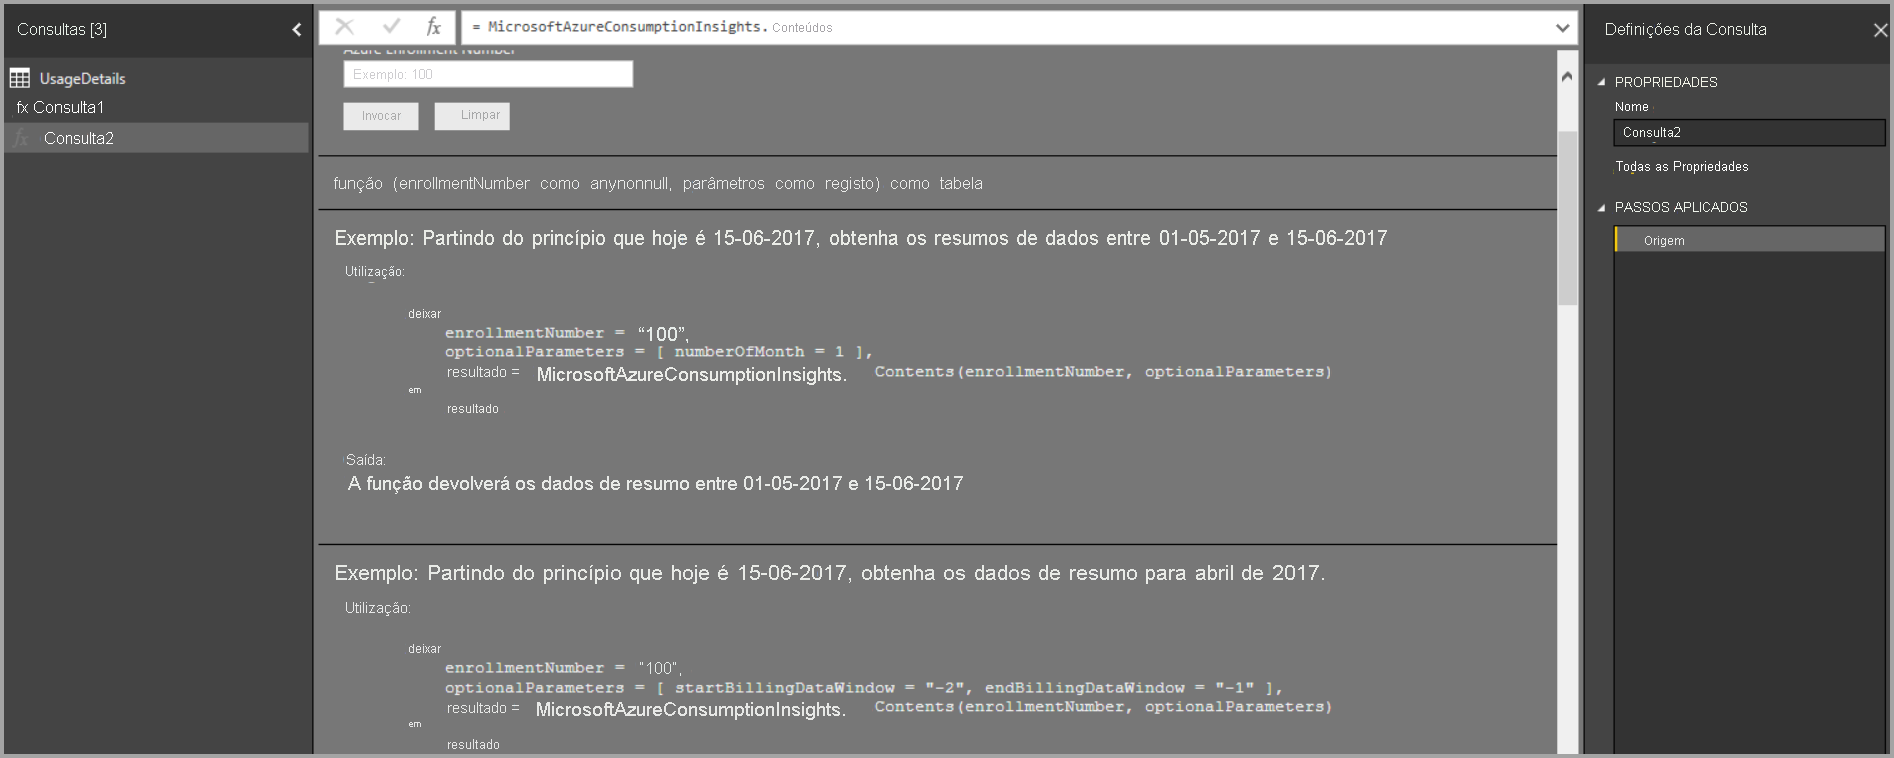 Consultas [3]
UsageDetails
fx Consulta1
fx Consulta2
fx = MicrosoftAzureConsumptionInsights. Conteúdos
Azure Enrollment Number
Exemplo: 100
Invocar Limpar
função (enrollmentNumber como anynonnull, parâmetros como registo) como tabela
Exemplo: Partindo do princípio que hoje é 15-06-2017, obtenha os resumos de dados entre 01-05-2017 e 15-06-2017
Utilização:
deixar
enrollmentNumber = “100”,
optionalParameters = [ numberOfMonth = 1 ],
resultado = MicrosoftAzureConsumptionInsights. Contents(enrollmentNumber, optionalParameters)
em
resultado
Saída:
A função devolverá os dados de resumo entre 01-05-2017 e 15-06-2017
Exemplo: Partindo do princípio que hoje é 15-06-2017, obtenha os dados de resumo para abril de 2017.
Utilização:
deixar
enrollmentNumber = “100”,
optionalParameters = [ startBillingDataWindow = "-2", endBillingDataWindow = "-1" ],
resultado = MicrosoftAzureConsumptionInsights. Contents(enrollmentNumber, optionalParameters)
em
resultado
Definições da Consulta
PROPRIEDADES
Nome
Consulta2
Todas as Propriedades
PASSOS APLICADOS
Origem